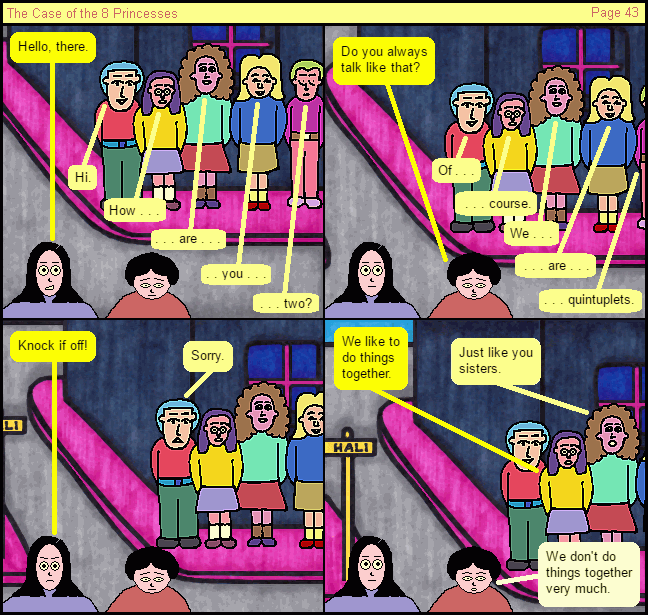 The Case of the 8 Princesses
Page 43
Hello, there.
Hi.
How . . .
. . . are . . .
. . you . . .
. . . two?
Do you always
talk like that?
Of . . .
. . . course.
We . . .
. . . are . . .
. . . quintuplets.
Knock if off!
Sorry.
LI
We like to
do things
together.
Just like you
sisters.
HALI
We don't do
things together
very much.